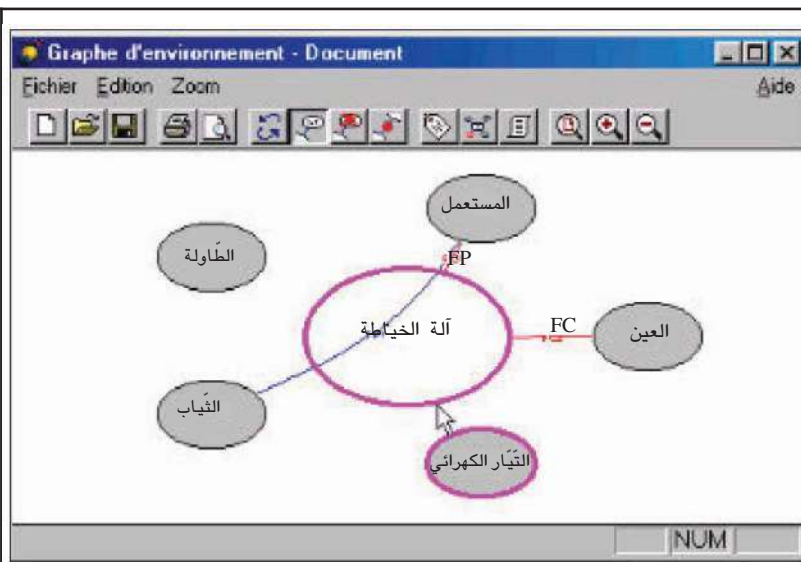 Graphe d'environnement - Document
Fichier Edition Zoom Aide
المستعمل
الطّاولة
FP
آلة الخياطة
FC
العين
الثّياب
التّيّار الكهرائي
NUM